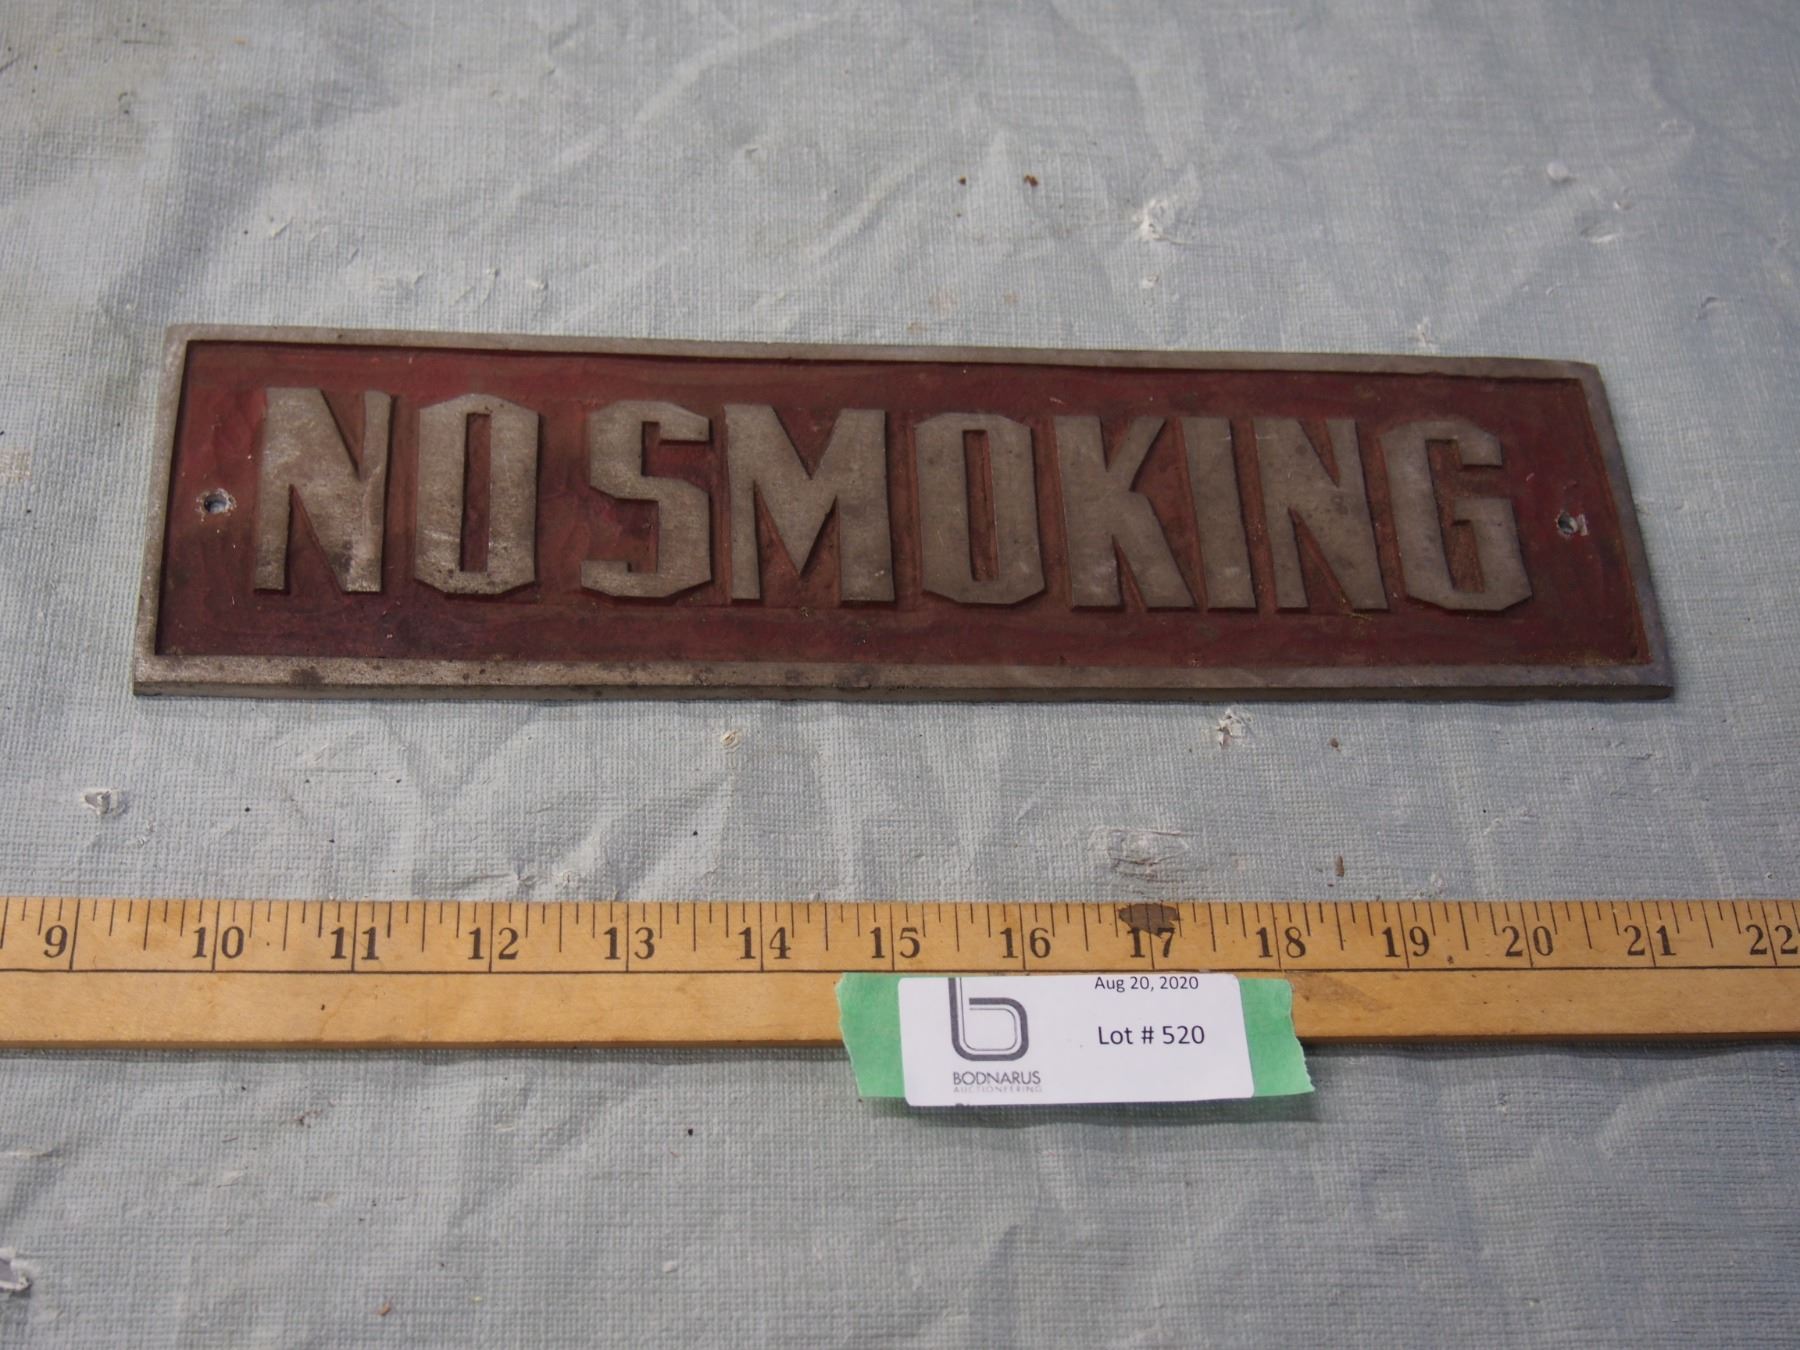 NO SMOKING
9 10 11 12 13 14 15 16 17 18 19 20 21 22
Aug 20, 2020
b
Lot # 520
BODNARUS
AUCTIONEERING